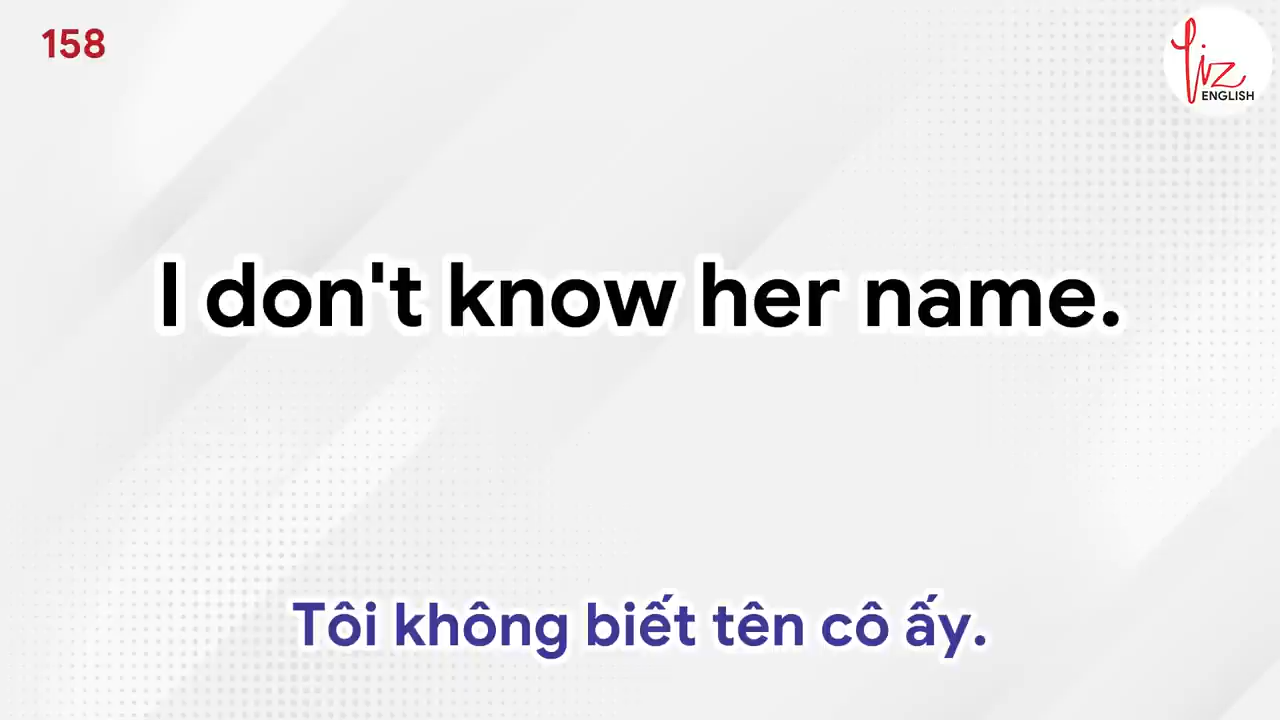 158
Liz
ENGLISH
I don't know her name.
Tôi không biết tên cô ấy.